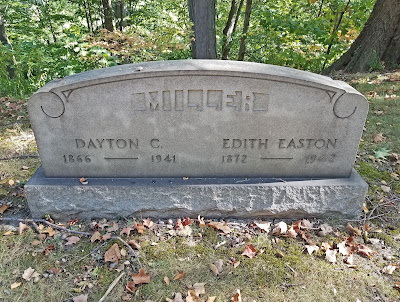 MILLER
DAYTON C. EDITH EASTON
1866 — 1941 1872 —